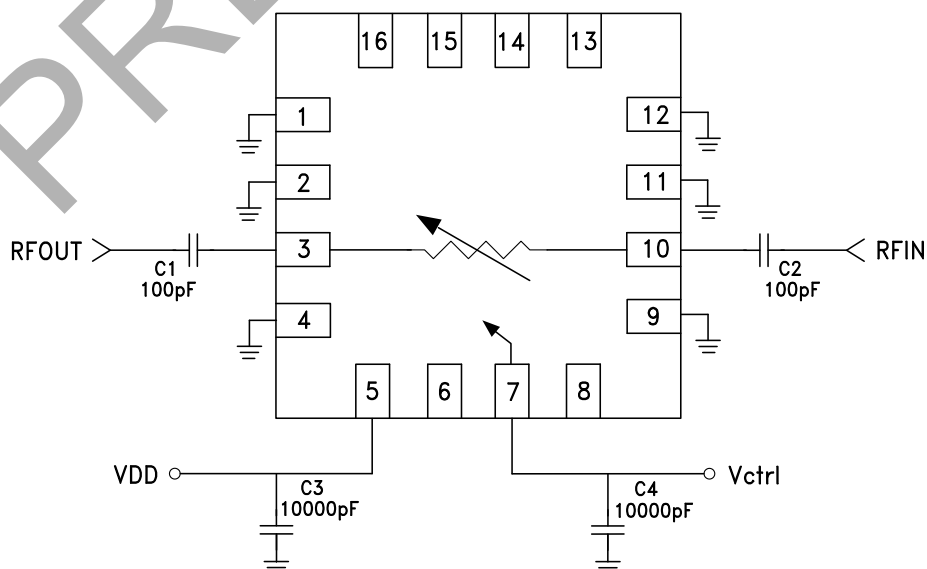 PRE
16 15 14 13
1 12
2 11
RFOUT 3 10 RFIN
C1 C2
100pF 100pF
4 9
5 6 7 8
VDD Vctrl
C3 C4
10000pF 10000pF